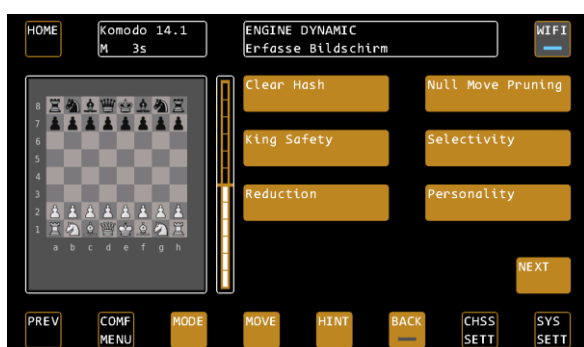 HOME
Komodo 14.1
M 3s
ENGINE DYNAMIC
Erfasse Bildschirm
WIFI
Clear Hash
Null Move Pruning
King Safety
Selectivity
Reduction
Personality
8
7
6
5
4
3
2
1
a b c d e f g h
NEXT
PREV
COMF
MENU
MODE
MOVE
HINT
BACK
CHSS
SETT
SYS
SETT